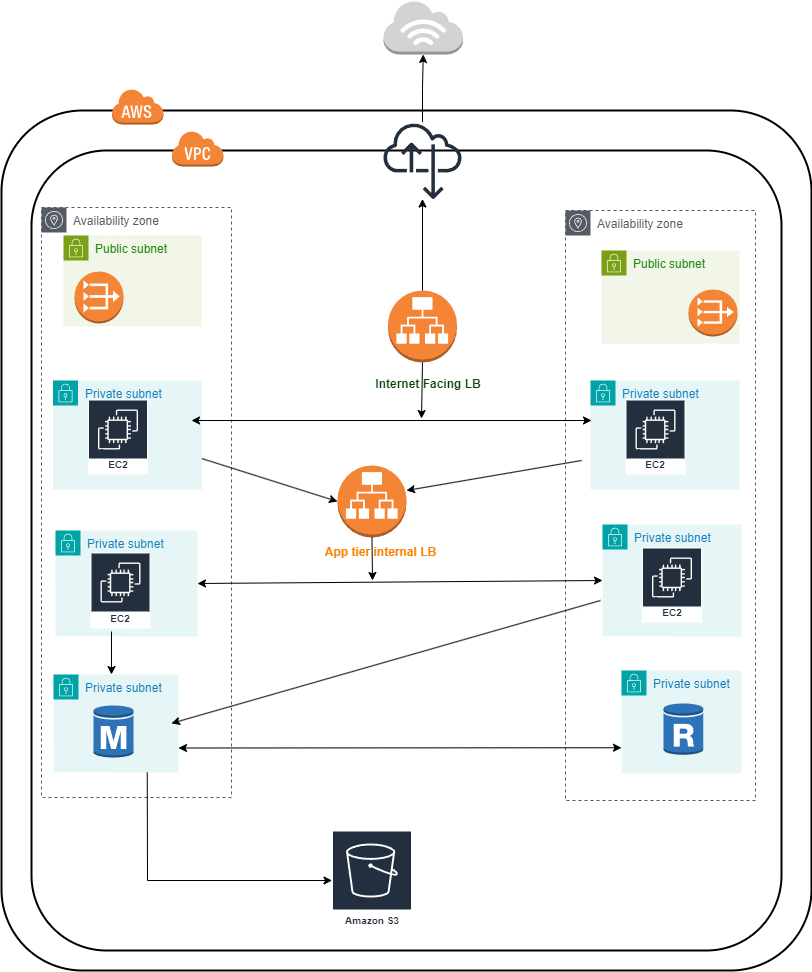 AWS
VPC
Availability zone
Public subnet
Availability zone
Public subnet
Internet Facing LB
Private subnet
EC2
Private subnet
EC2
App tier internal LB
Private subnet
EC2
Private subnet
EC2
Private subnet
M
Private subnet
R
Amazon S3